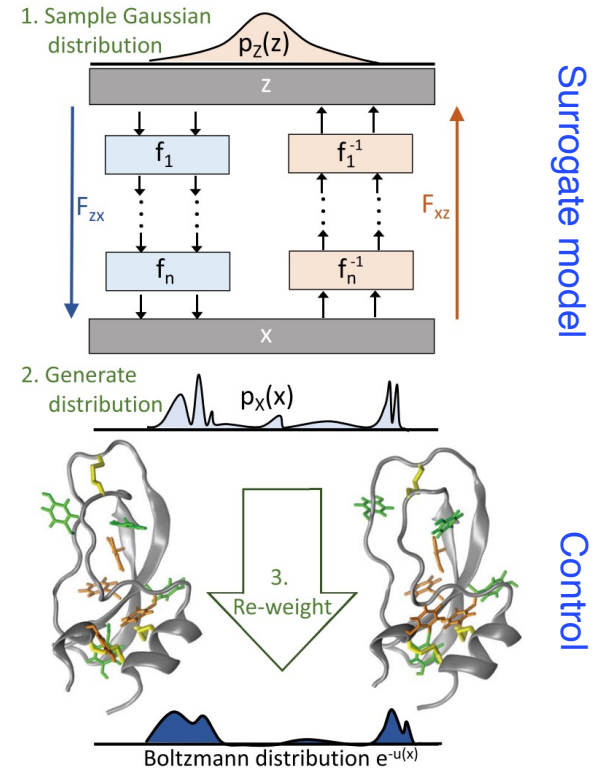 1. Sample Gaussian
distribution
p_Z(z)
z
f_1
f_1^-1
F_zx
F_xz
f_n
f_n^-1
x
Surrogate model
2. Generate
distribution
p_X(x)
3.
Re-weight
Control
Boltzmann distribution e^-u(x)